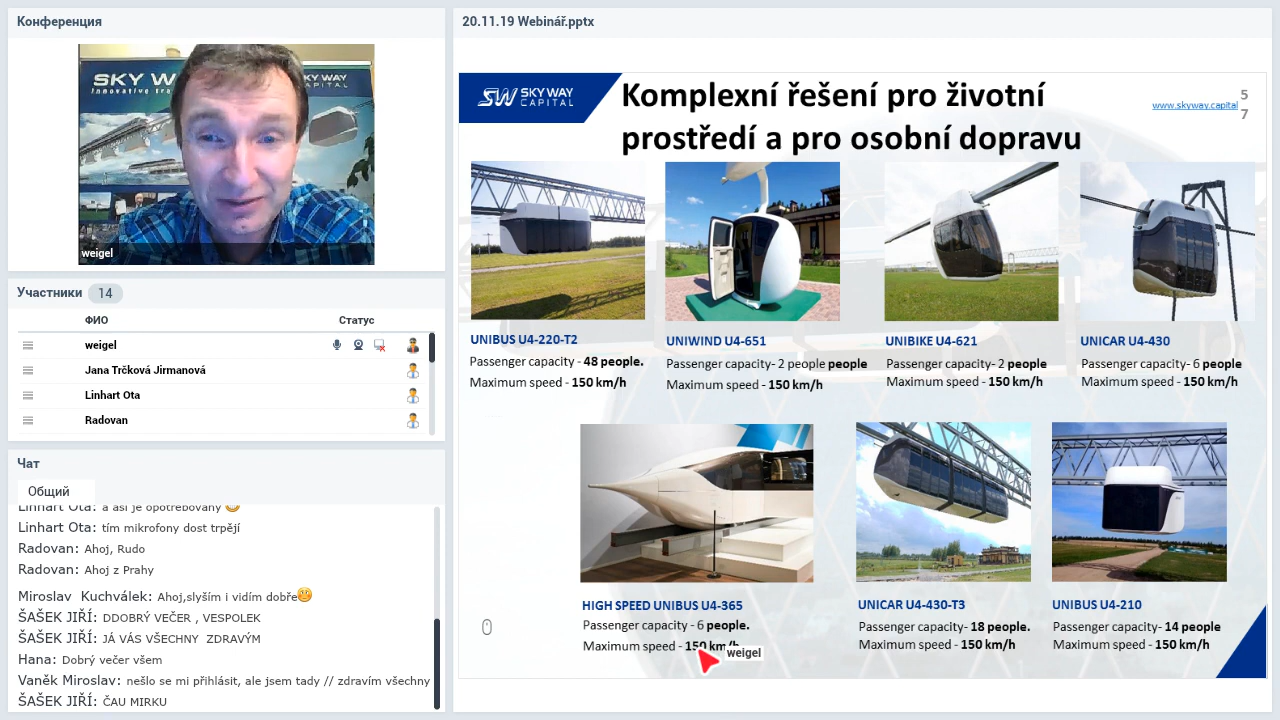 Конференция
SKY W
Innovative tra
KY WAY
CAPITAL
weigel
Участники 14
ФИО Статус
weigel
Jana Trčková Jirmanová
Linhart Ota
Radovan
Чат
Общий
Linhart Ota: a asi je opotřebovaný
Linhart Ota: tím mikrofony dost trpějí
Radovan: Ahoj, Rudo
Radovan: Ahoj z Prahy
Miroslav Kuchválek: Ahoj,slyším i vidím dobře
ŠAŠEK JIŘÍ: DDOBRÝ VEČER , VESPOLEK
ŠAŠEK JIŘÍ: JÁ VÁS VŠECHNY ZDRAVÝM
Hana: Dobrý večer všem
Vaněk Miroslav: nešlo se mi přihlásit, ale jsem tady // zdravím všechny
ŠAŠEK JIŘÍ: ČAU MIRKU
20.11.19 Webinář.pptx
SW SKY WAY
CAPITAL
Komplexní řešení pro životní
prostředí a pro osobní dopravu
www.skyway.capital
5
7
UNIBUS U4-220-T2
Passenger capacity - 48 people.
Maximum speed - 150 km/h
UNIWIND U4-651
Passenger capacity- 2 people people
Maximum speed - 150 km/h
UNIBIKE U4-621
Passenger capacity- 2 people
Maximum speed - 150 km/h
UNICAR U4-430
Passenger capacity- 6 people
Maximum speed - 150 km/h
HIGH SPEED UNIBUS U4-365
Passenger capacity - 6 people.
Maximum speed - 150 km/h
weigel
UNICAR U4-430-T3
Passenger capacity- 18 people.
Maximum speed - 150 km/h
UNIBUS U4-210
Passenger capacity - 14 people
Maximum speed - 150 km/h